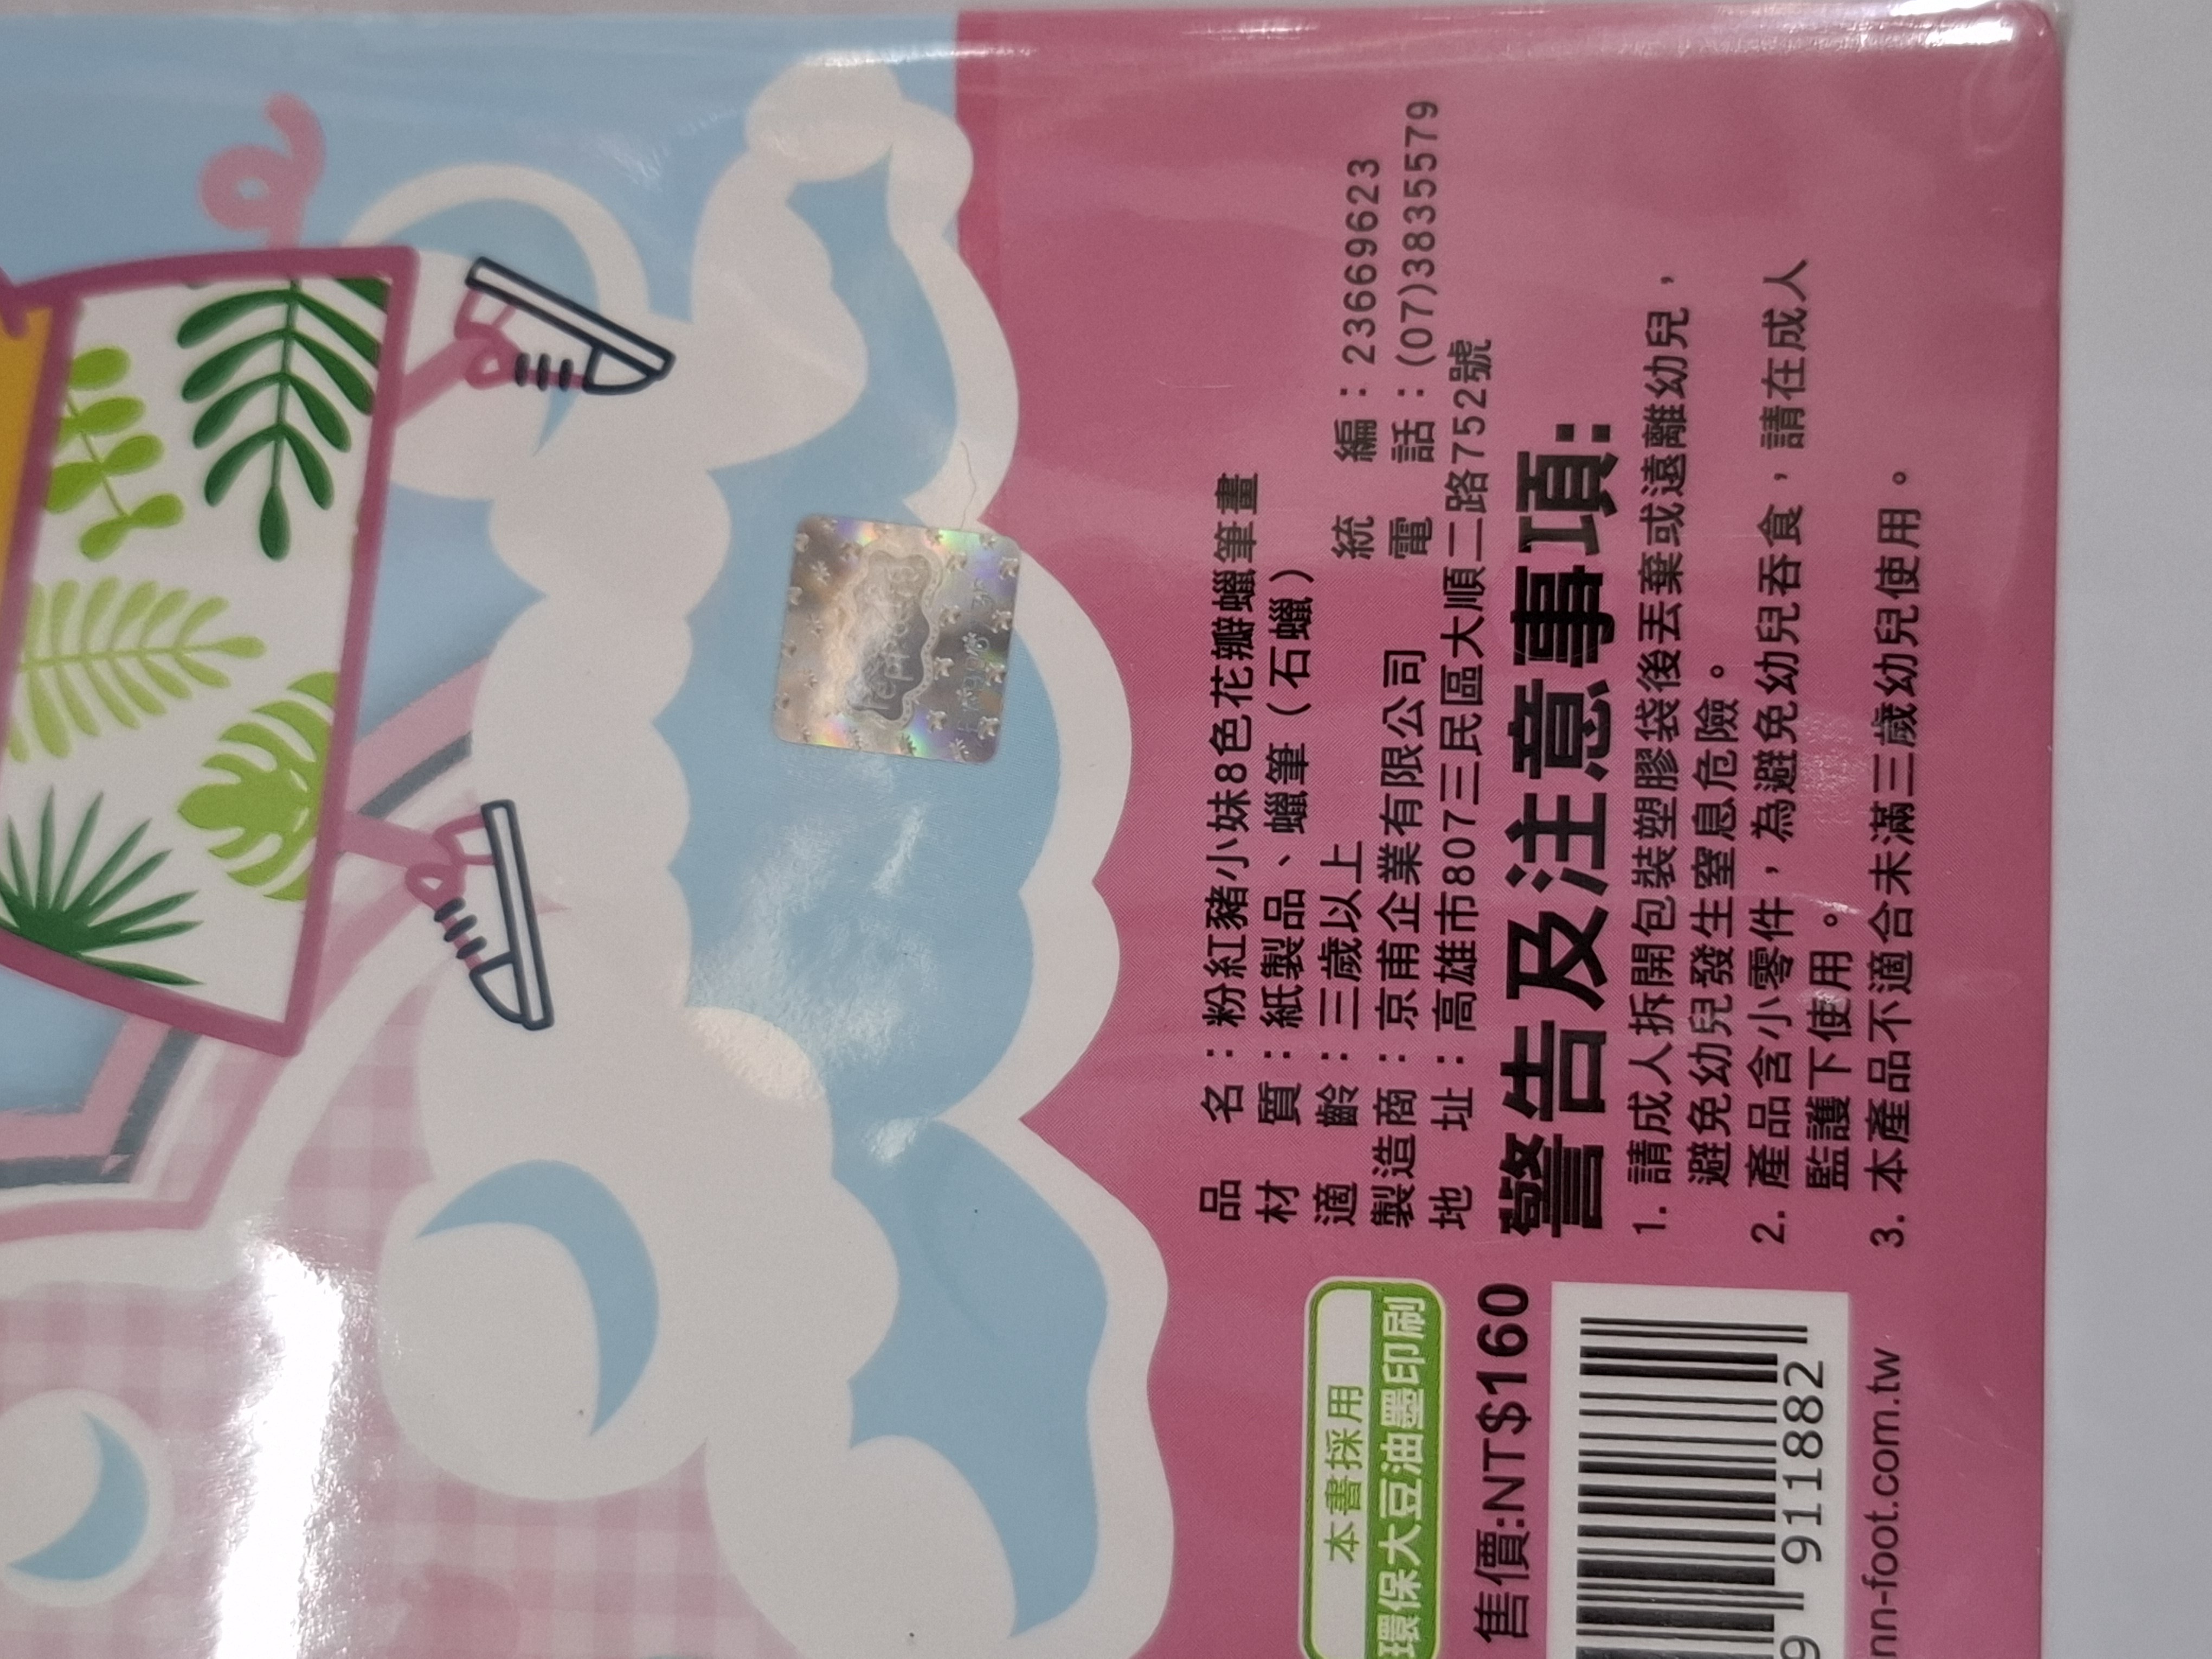 品名：粉紅豬小妹8色花瓣蠟筆畫
材質：紙製品、蠟筆（石蠟）
適齡：三歲以上
統編：23669623
製造商：京甫企業有限公司
電話：(07)3835579
地址：高雄市807三民區大順二路752號
警告及注意事項:
1. 請成人拆開包裝塑膠袋後丟棄或遠離幼兒，
避免幼兒發生窒息危險。
2. 產品含小零件，為避免幼兒吞食，請在成人
監護下使用。
3. 本產品不適合未滿三歲幼兒使用。
本書採用
環保大豆油墨印刷
售價:NT$160
9 911882
nn-foot.com.tw